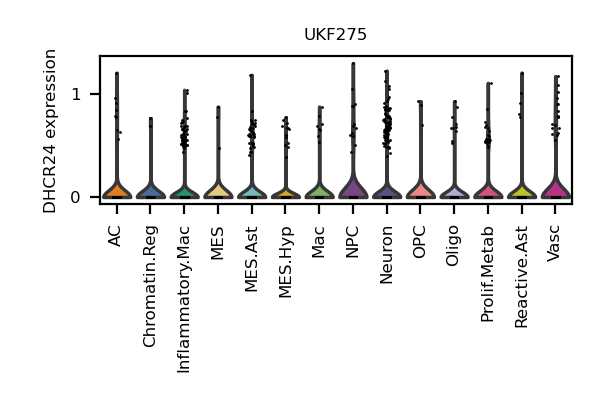 UKF275
DHCR24 expression
1
0
AC
Chromatin.Reg
Inflammatory.Mac
MES
MES.Ast
MES.Hyp
Mac
NPC
Neuron
OPC
Oligo
Prolif.Metab
Reactive.Ast
Vasc